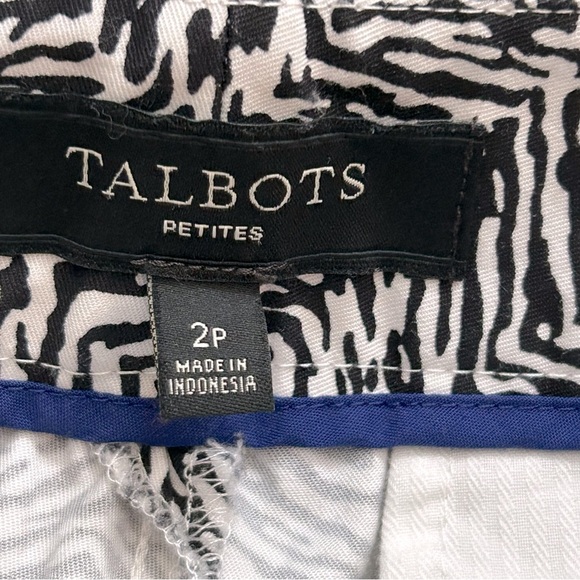 TALBOTS
PETITES
2P
MADE IN
INDONESIA